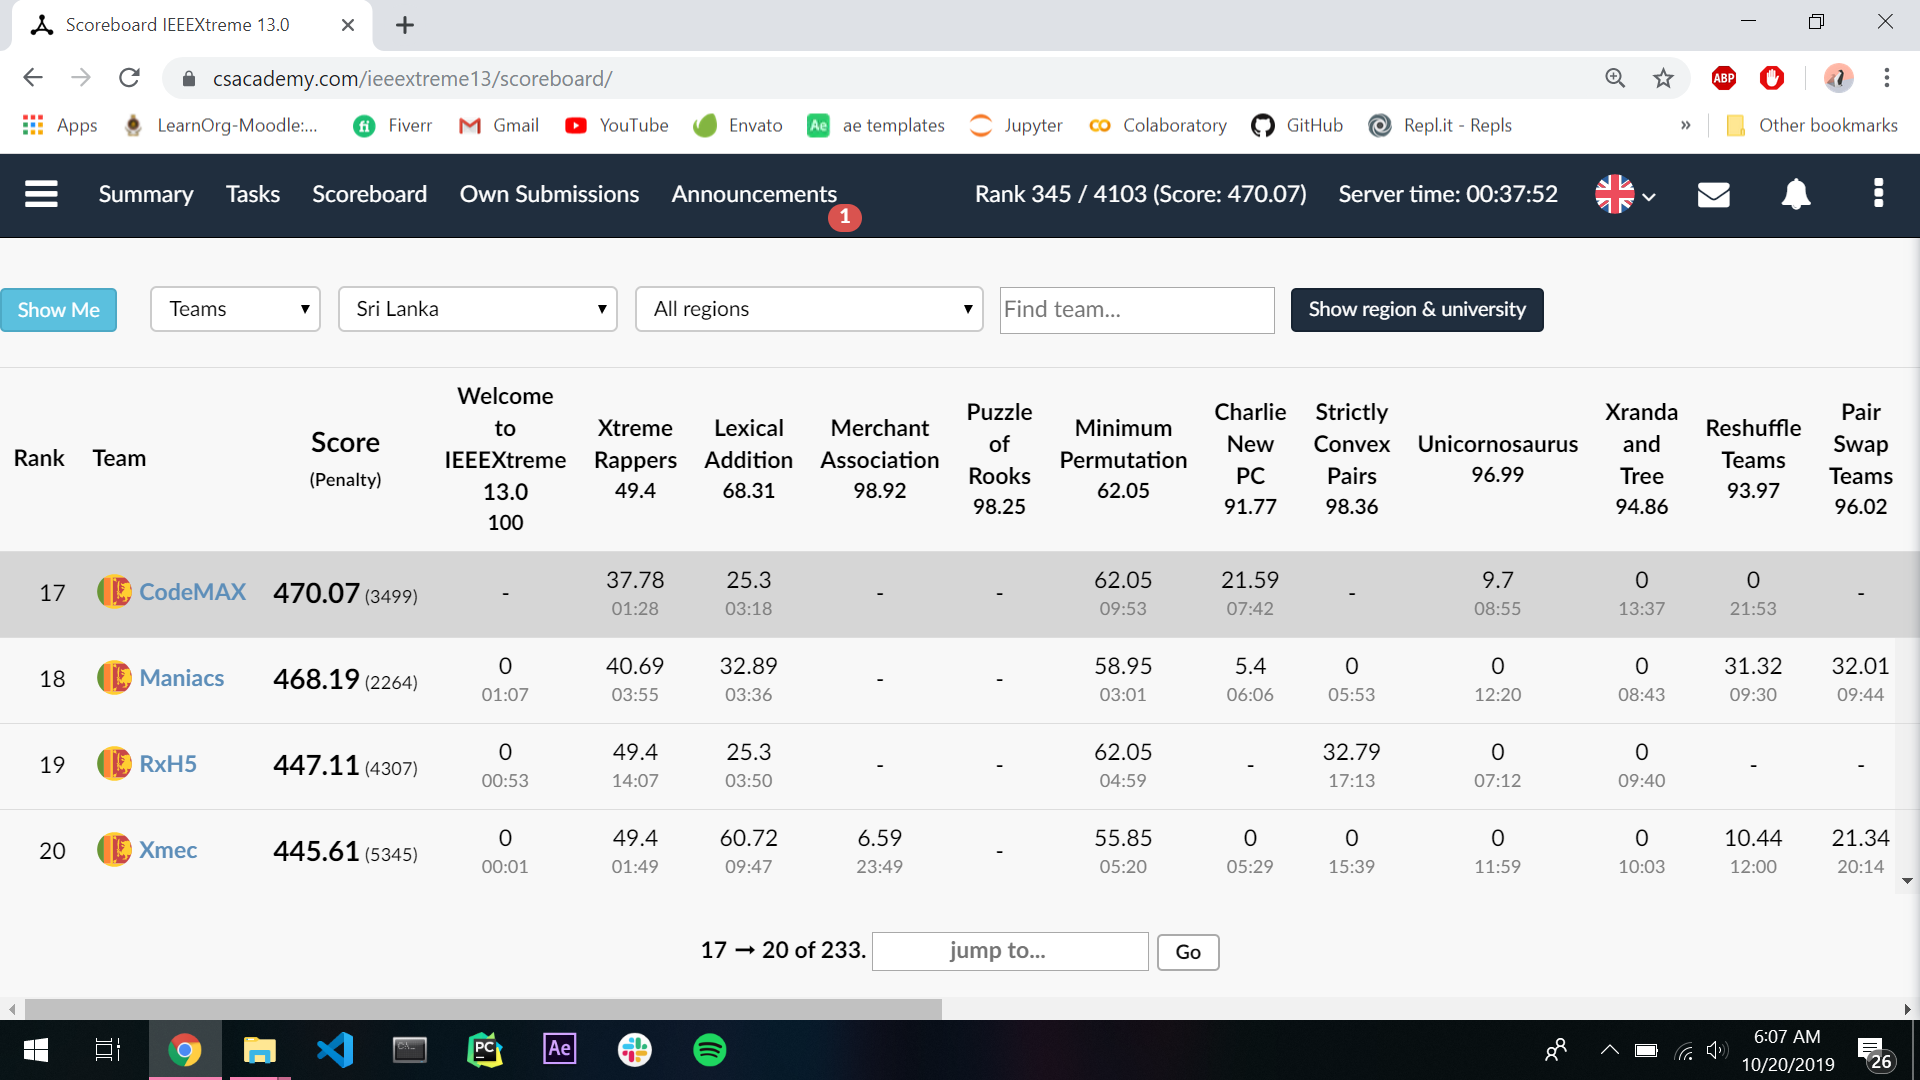 Scoreboard IEEEXtreme 13.0
csacademy.com/ieeextreme13/scoreboard/
ABP
Apps LearnOrg-Moodle:... fi Fiverr Gmail YouTube Envato Ae ae templates Jupyter Colaboratory GitHub Repl.it - Repls » Other bookmarks
Summary Tasks Scoreboard Own Submissions Announcements 1 Rank 345 / 4103 (Score: 470.07) Server time: 00:37:52
Show Me Teams Sri Lanka All regions Find team... Show region & university
Rank Team Score (Penalty)
Welcome to IEEEXtreme 13.0 100
Xtreme Rappers 49.4
Lexical Addition 68.31
Merchant Association 98.92
Puzzle of Rooks 98.25
Minimum Permutation 62.05
Charlie New PC 91.77
Strictly Convex Pairs 98.36
Unicornosaurus 96.99
Xranda and Tree 94.86
Reshuffle Teams 93.97
Pair Swap Teams 96.02
17 CodeMAX 470.07 (3499) - 37.78 25.3 - - 62.05 21.59 - 9.7 0 0 -
01:28 03:18 09:53 07:42 08:55 13:37 21:53
18 Maniacs 468.19 (2264) 0 40.69 32.89 - - 58.95 5.4 0 0 0 31.32 32.01
01:07 03:55 03:36 03:01 06:06 05:53 12:20 08:43 09:30 09:44
19 RxH5 447.11 (4307) 0 49.4 25.3 - - 62.05 - 32.79 0 0 - -
00:53 14:07 03:50 04:59 17:13 07:12 09:40
20 Xmec 445.61 (5345) 0 49.4 60.72 6.59 - 55.85 0 0 0 0 10.44 21.34
00:01 01:49 09:47 23:49 05:20 05:29 15:39 11:59 10:03 12:00 20:14
17 → 20 of 233. jump to... Go
PC Ae 6:07 AM
10/20/2019 26